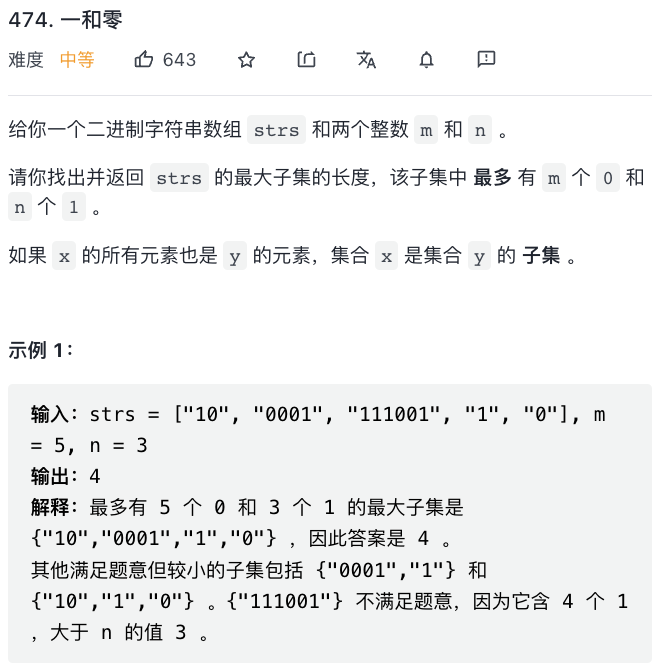 474. 一和零
难度 中等 643
给你一个二进制字符串数组 strs 和两个整数 m 和 n 。
请你找出并返回 strs 的最大子集的长度，该子集中 最多 有 m 个 0 和
n 个 1 。
如果 x 的所有元素也是 y 的元素，集合 x 是集合 y 的 子集 。
示例 1：
输入：strs = ["10", "0001", "111001", "1", "0"], m
= 5, n = 3
输出：4
解释：最多有 5 个 0 和 3 个 1 的最大子集是
{"10","0001","1","0"} ，因此答案是 4 。
其他满足题意但较小的子集包括 {"0001","1"} 和
{"10","1","0"} 。{"111001"} 不满足题意，因为它含 4 个 1
，大于 n 的值 3 。